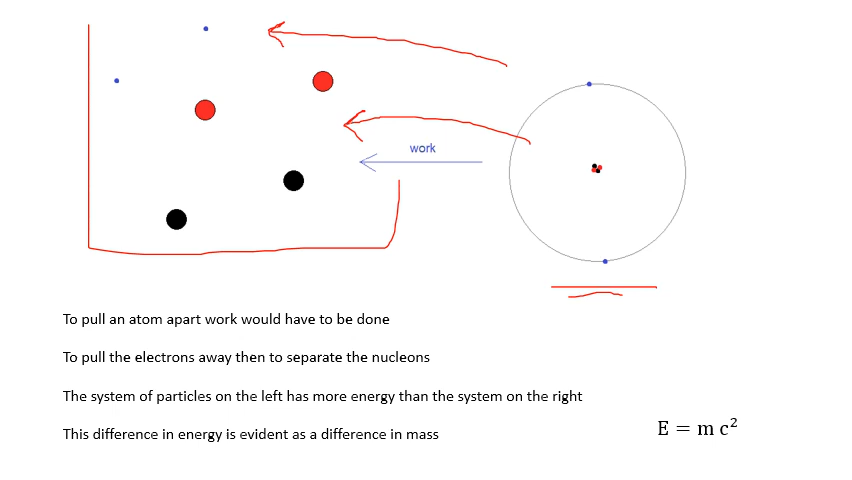 work
To pull an atom apart work would have to be done
To pull the electrons away then to separate the nucleons
The system of particles on the left has more energy than the system on the right
This difference in energy is evident as a difference in mass
E = m c²